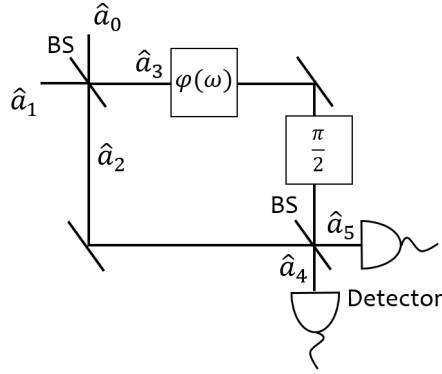 â₀
BS
â₃
φ(ω)
â₁
â₂
π/2
BS
â₅
â₄
Detector